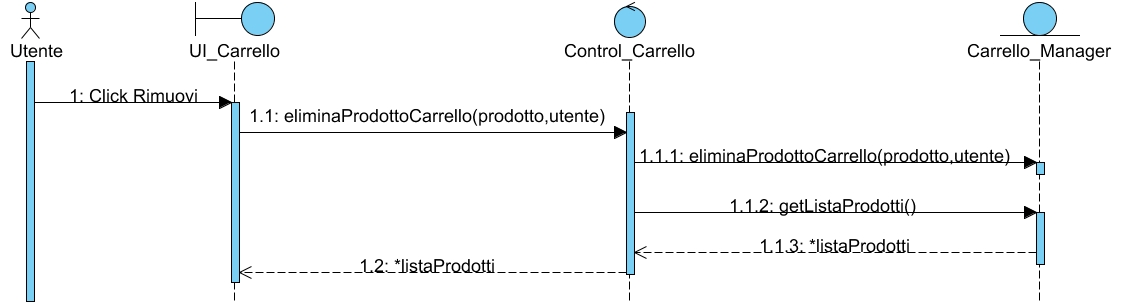 Utente
UI_Carrello
Control_Carrello
Carrello_Manager
1: Click Rimuovi
1.1: eliminaProdottoCarrello(prodotto,utente)
1.1.1: eliminaProdottoCarrello(prodotto,utente)
1.1.2: getListaProdotti()
1.1.3: *listaProdotti
1.2: *listaProdotti